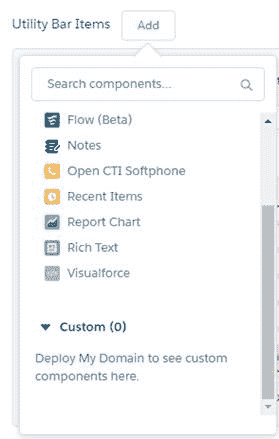 Utility Bar Items Add
Search components...
Flow (Beta)
Notes
Open CTI Softphone
Recent Items
Report Chart
Rich Text
Visualforce
Custom (0)
Deploy My Domain to see custom
components here.